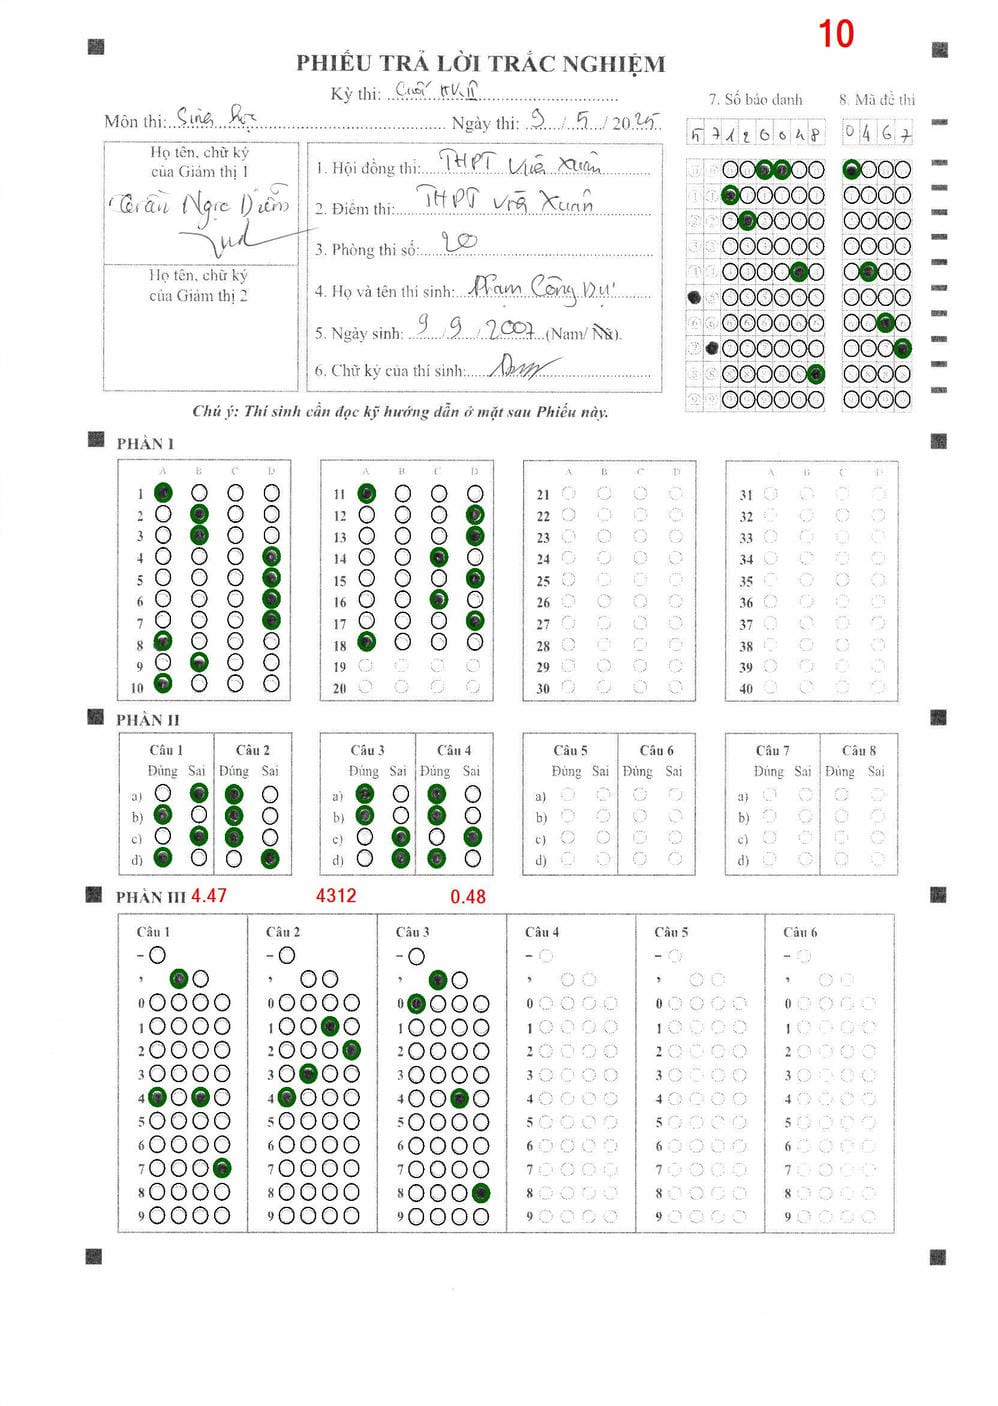 10
PHIẾU TRẢ LỜI TRẮC NGHIỆM
Kỳ thi: Cuối HKII
7. Số báo danh
8. Mã đề thi
Môn thi: Sinh học Ngày thi: 9 / 5 / 2025
5 7 1 2 0 0 4 8
0 4 6 7
Họ tên, chữ ký
của Giám thị 1
Trần Ngọc Diễm
Họ tên, chữ ký
của Giám thị 2
1. Hội đồng thi: THPT Xuân
2. Điểm thi: THPT Xuân
3. Phòng thi số: 20
4. Họ và tên thí sinh: Phạm Công
5. Ngày sinh: 9 / 9 / 2007 (Nam/ Nữ).
6. Chữ ký của thí sinh:
Chú ý: Thí sinh cần đọc kỹ hướng dẫn ở mặt sau Phiếu này.
PHẦN I
A B C D A B C D A B C D A B C D
1 11 21 31
2 12 22 32
3 13 23 33
4 14 24 34
5 15 25 35
6 16 26 36
7 17 27 37
8 18 28 38
9 19 29 39
10 20 30 40
PHẦN II
Câu 1 Câu 2 Câu 3 Câu 4 Câu 5 Câu 6 Câu 7 Câu 8
Đúng Sai Đúng Sai Đúng Sai Đúng Sai Đúng Sai Đúng Sai Đúng Sai Đúng Sai
a) a) a) a)
b) b) b) b)
c) c) c) c)
d) d) d) d)
PHẦN III 4.47 4312 0.48
Câu 1 Câu 2 Câu 3 Câu 4 Câu 5 Câu 6
- - - - - -
, , , , , ,
0 0 0 0 0 0
1 1 1 1 1 1
2 2 2 2 2 2
3 3 3 3 3 3
4 4 4 4 4 4
5 5 5 5 5 5
6 6 6 6 6 6
7 7 7 7 7 7
8 8 8 8 8 8
9 9 9 9 9 9